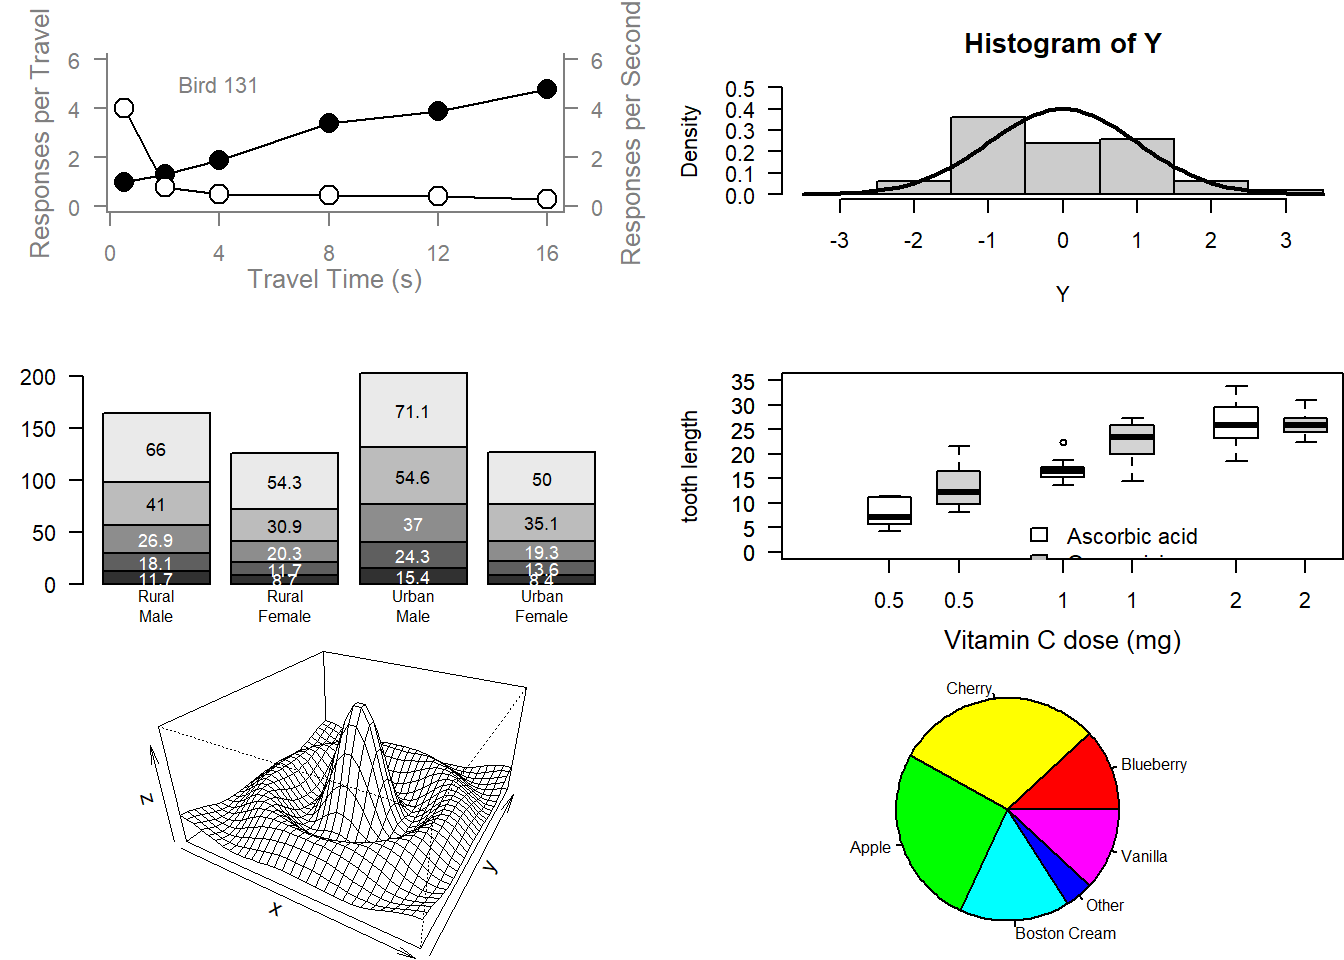 Responses per Travel
6
4
2
0
Bird 131
6
4
2
0
Responses per Second
0 4 8 12 16
Travel Time (s)
Histogram of Y
Density
0.5
0.4
0.3
0.2
0.1
0.0
-3 -2 -1 0 1 2 3
Y
200
150
100
50
0
66
41
26.9
18.1
11.7
54.3
30.9
20.3
11.7
8.7
71.1
54.6
37
24.3
15.4
50
35.1
19.3
13.6
8.4
Rural
Male
Rural
Female
Urban
Male
Urban
Female
tooth length
35
30
25
20
15
10
5
0
Ascorbic acid
0.5 0.5 1 1 2 2
Vitamin C dose (mg)
z
x
y
Cherry
Blueberry
Apple
Vanilla
Other
Boston Cream